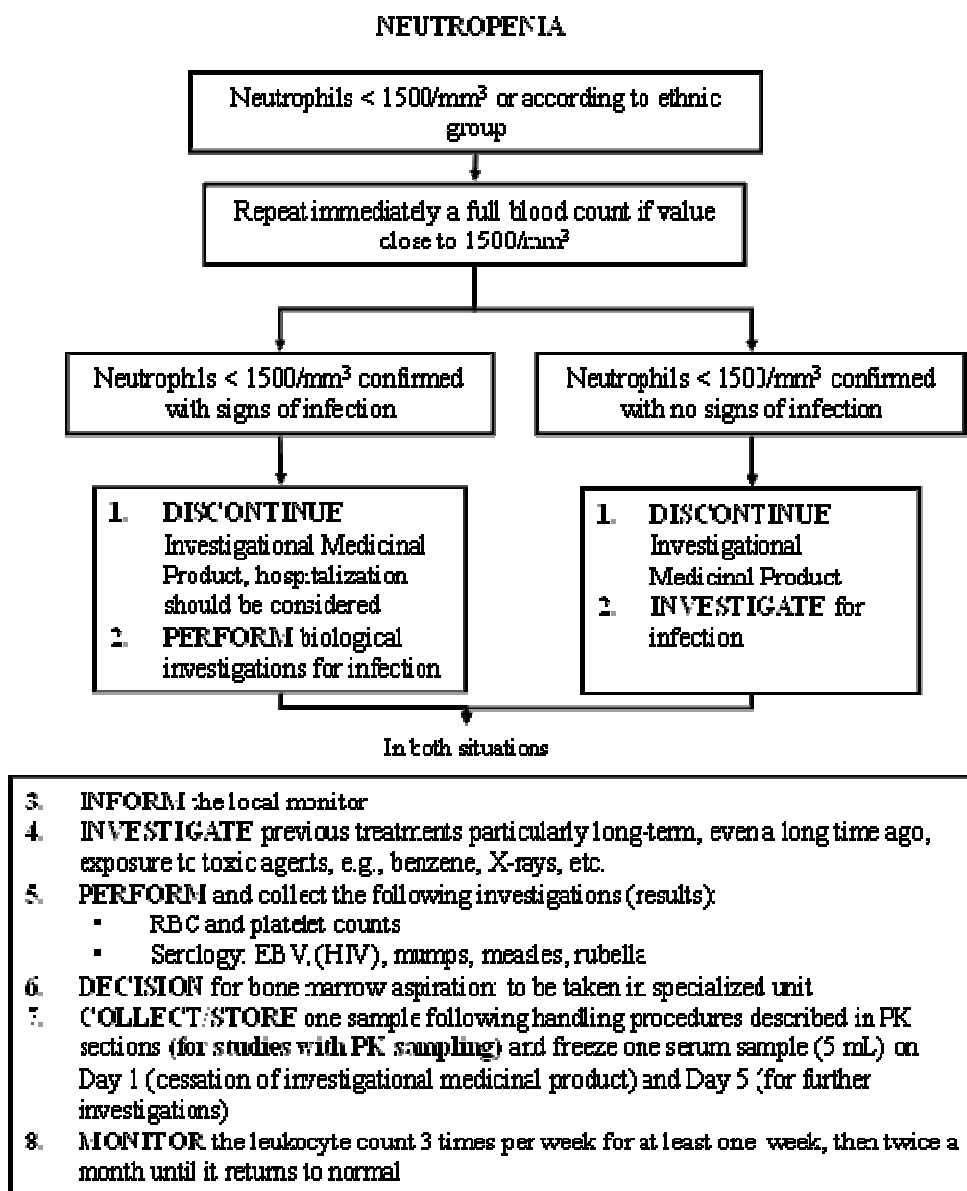 NEUTROPENIA
Neutrophils < 1500/mm³ or according to ethnic
group
Repeat immediately a full blood count if value
close to 1500/mm³
Neutrophils < 1500/mm³ confirmed
with signs of infection
Neutrophils < 1500/mm³ confirmed
with no signs of infection
1. DISCONTINUE
Investigational Medicinal
Product, hospitalization
should be considered
2. PERFORM biological
investigations for infection
1. DISCONTINUE
Investigational
Medicinal Product
2. INVESTIGATE for
infection
In both situations
3. INFORM the local monitor
4. INVESTIGATE previous treatments particularly long-term, even a long time ago,
exposure to toxic agents, e.g., benzene, X-rays, etc.
5. PERFORM and collect the following investigations (results):
▪ RBC and platelet counts
▪ Serology: EBV, (HIV), mumps, measles, rubella
6. DECISION for bone marrow aspiration: to be taken in specialized unit
7. COLLECT/STORE one sample following handling procedures described in PK
sections (for studies with PK sampling) and freeze one serum sample (5 mL) on
Day 1 (cessation of investigational medicinal product) and Day 5 (for further
investigations)
8. MONITOR the leukocyte count 3 times per week for at least one week, then twice a
month until it returns to normal